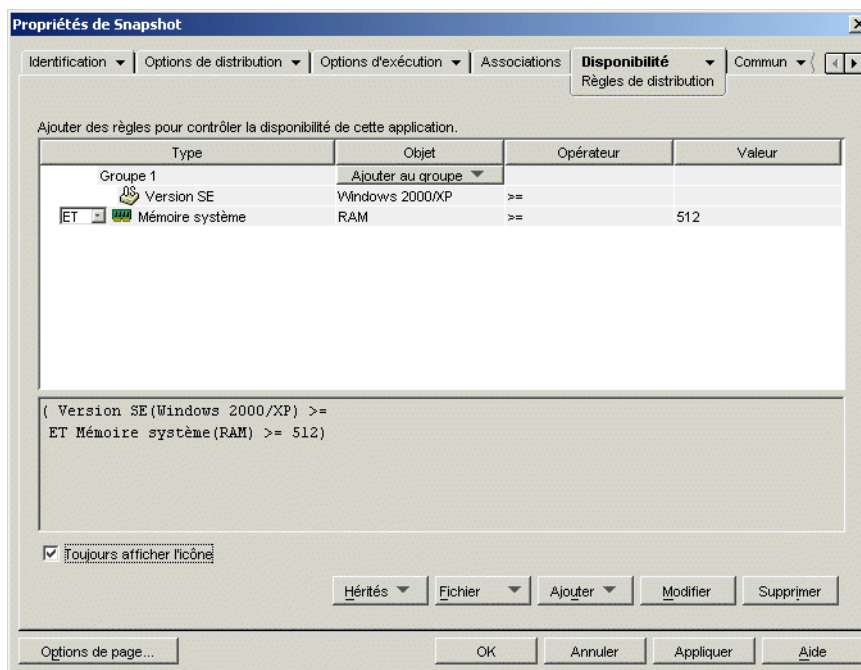 Propriétés de Snapshot
Identification
Options de distribution
Options d'exécution
Associations
Disponibilité
Commun
Règles de distribution
Ajouter des règles pour contrôler la disponibilité de cette application.
Type Objet Opérateur Valeur
Groupe 1 Ajouter au groupe
Version SE Windows 2000/XP >=
ET Mémoire système RAM >= 512
( Version SE(Windows 2000/XP) >=
ET Mémoire système(RAM) >= 512)
Toujours afficher l'icône
Hérités Fichier Ajouter Modifier Supprimer
Options de page... OK Annuler Appliquer Aide